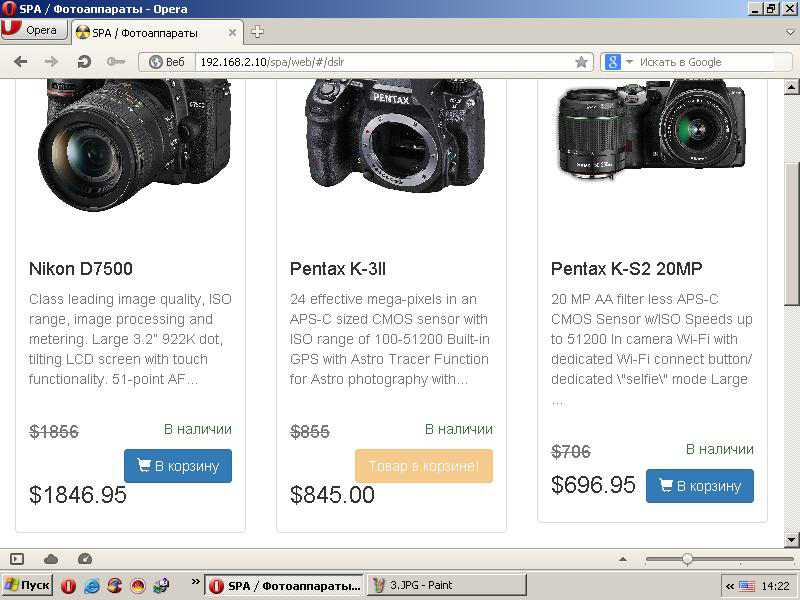 SPA / Фотоаппараты - Opera
Opera
SPA / Фотоаппараты
Веб
192.168.2.10/spa/web/#/dslr
Искать в Google
D7500
PENTAX
Nikon D7500
Class leading image quality, ISO
range, image processing and
metering. Large 3.2” 922K dot,
tilting LCD screen with touch
functionality. 51-point AF...
$1856
В наличии
В корзину
$1846.95
Pentax K-3II
24 effective mega-pixels in an
APS-C sized CMOS sensor with
ISO range of 100-51200 Built-in
GPS with Astro Tracer Function
for Astro photography with...
$855
В наличии
Товар в корзине!
$845.00
Pentax K-S2 20MP
20 MP AA filter less APS-C
CMOS Sensor w/ISO Speeds up
to 51200 In camera Wi-Fi with
dedicated Wi-Fi connect button/
dedicated \"selfie\" mode Large
...
$706
В наличии
$696.95
В корзину
Пуск
SPA / Фотоаппараты...
3.JPG - Paint
14:22